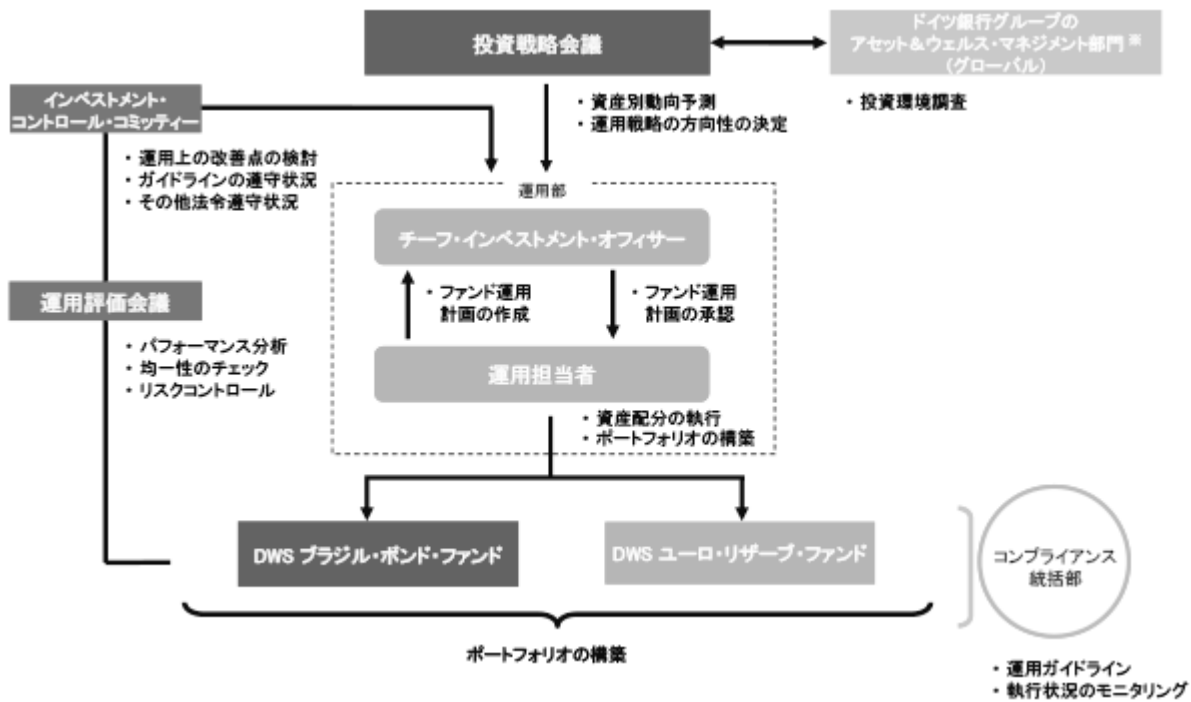 投資戦略会議
ドイツ銀行グループの
アセット＆ウェルス・マネジメント部門※
(グローバル)
・資産別動向予測
・運用戦略の方向性の決定
・投資環境調査
インベストメント・
コントロール・コミッティー
・運用上の改善点の検討
・ガイドラインの遵守状況
・その他法令遵守状況
運用部
チーフ・インベストメント・オフィサー
・ファンド運用
計画の作成
・ファンド運用
計画の承認
運用評価会議
・パフォーマンス分析
・均一性のチェック
・リスクコントロール
運用担当者
・資産配分の執行
・ポートフォリオの構築
DWS ブラジル・ボンド・ファンド
DWS ユーロ・リザーブ・ファンド
コンプライアンス
統括部
ポートフォリオの構築
・運用ガイドライン
・執行状況のモニタリング